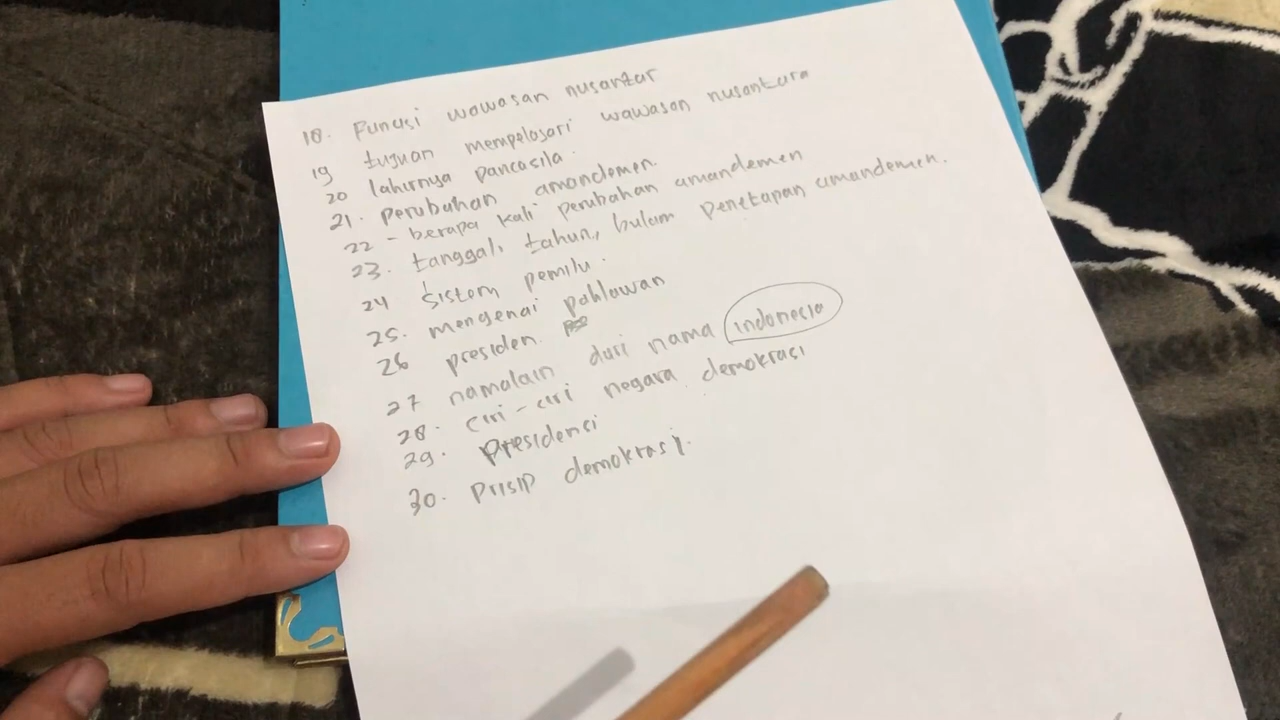 18. Fungsi wawasan nusantar
19 tujuan mempelajari wawasan nusantara
20 lahirnya pancasila.
21. perubahan amandemen.
22 - berapa kali perubahan amandemen
23. tanggal, tahun, bulam penetapan amandemen.
24 sistem pemilu.
25. mengenai pahlawan
26 presiden.
27 namalain dari nama indonesia
28. ciri-ciri negara demokrasi
29. presidensi
30. prisip demokrasi.